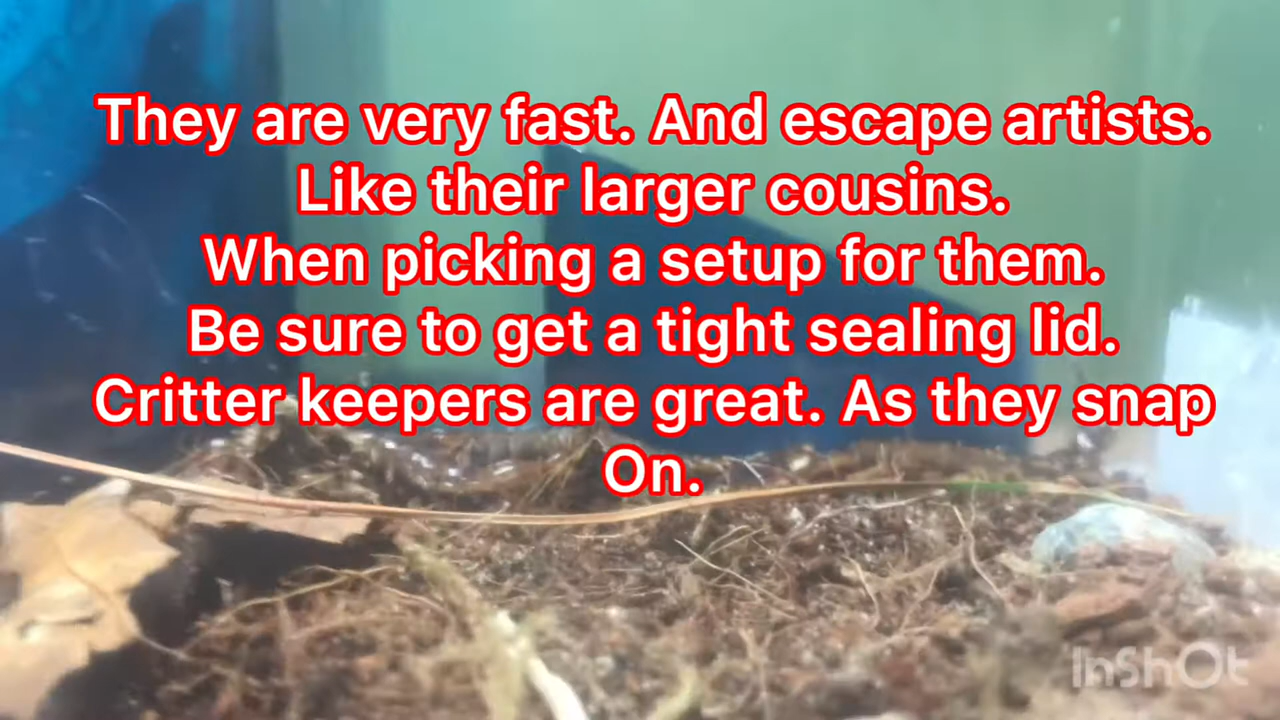 They are very fast. And escape artists.
Like their larger cousins.
When picking a setup for them.
Be sure to get a tight sealing lid.
Critter keepers are great. As they snap
On.
InShOt